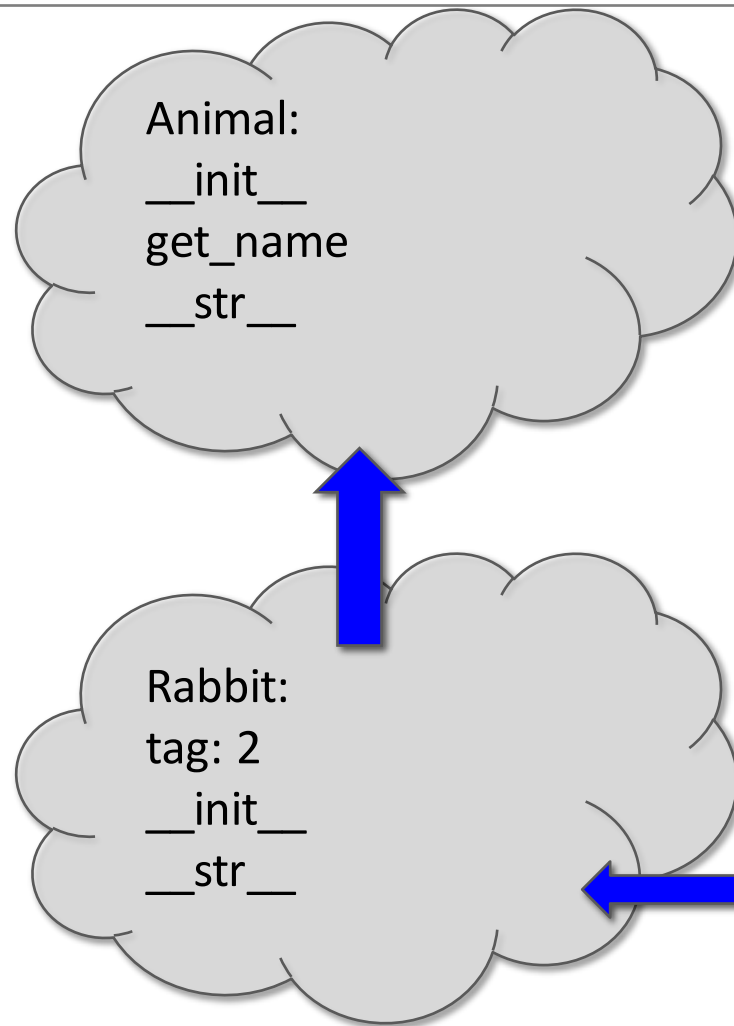 Animal:
__init__
get_name
__str__
Rabbit:
tag: 2
__init__
__str__